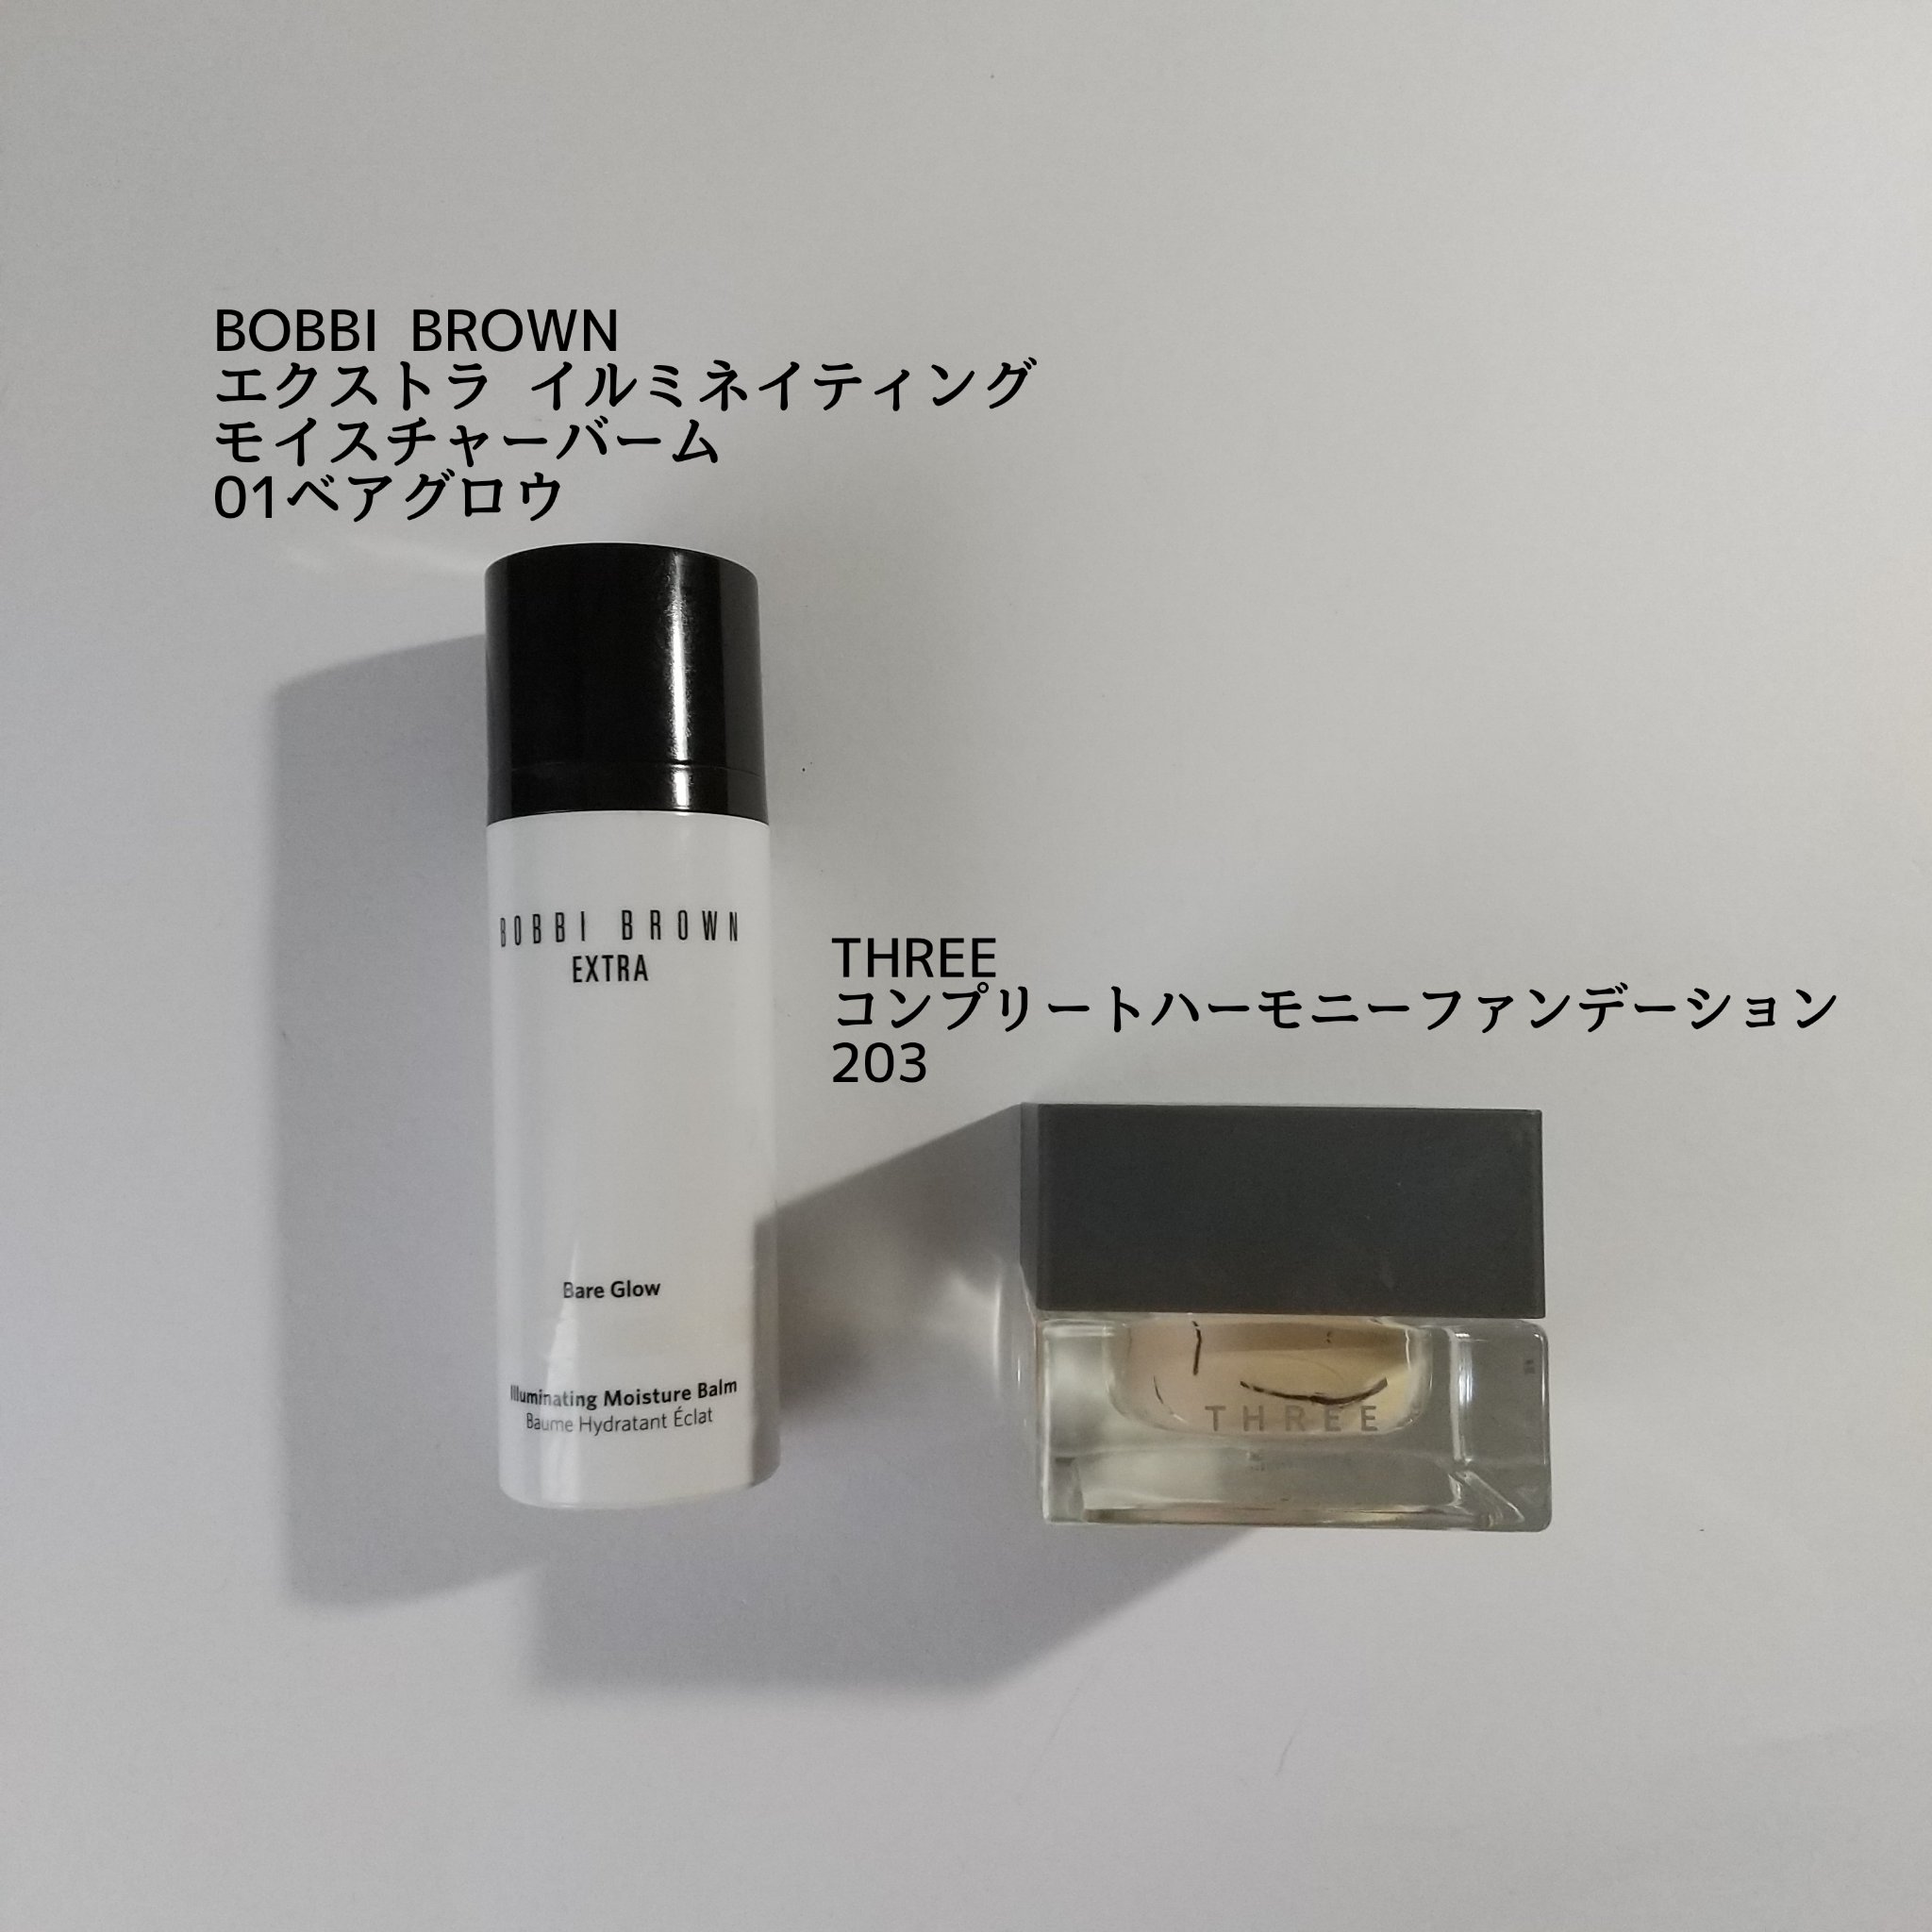 BOBBI BROWN
エクストラ イルミネイティング
モイスチャーバーム
01ベアグロウ
BOBBI BROWN
EXTRA
Bare Glow
Illuminating Moisture Balm
Baume Hydratant Éclat
THREE
コンプリートハーモニーファンデーション
203
THREE